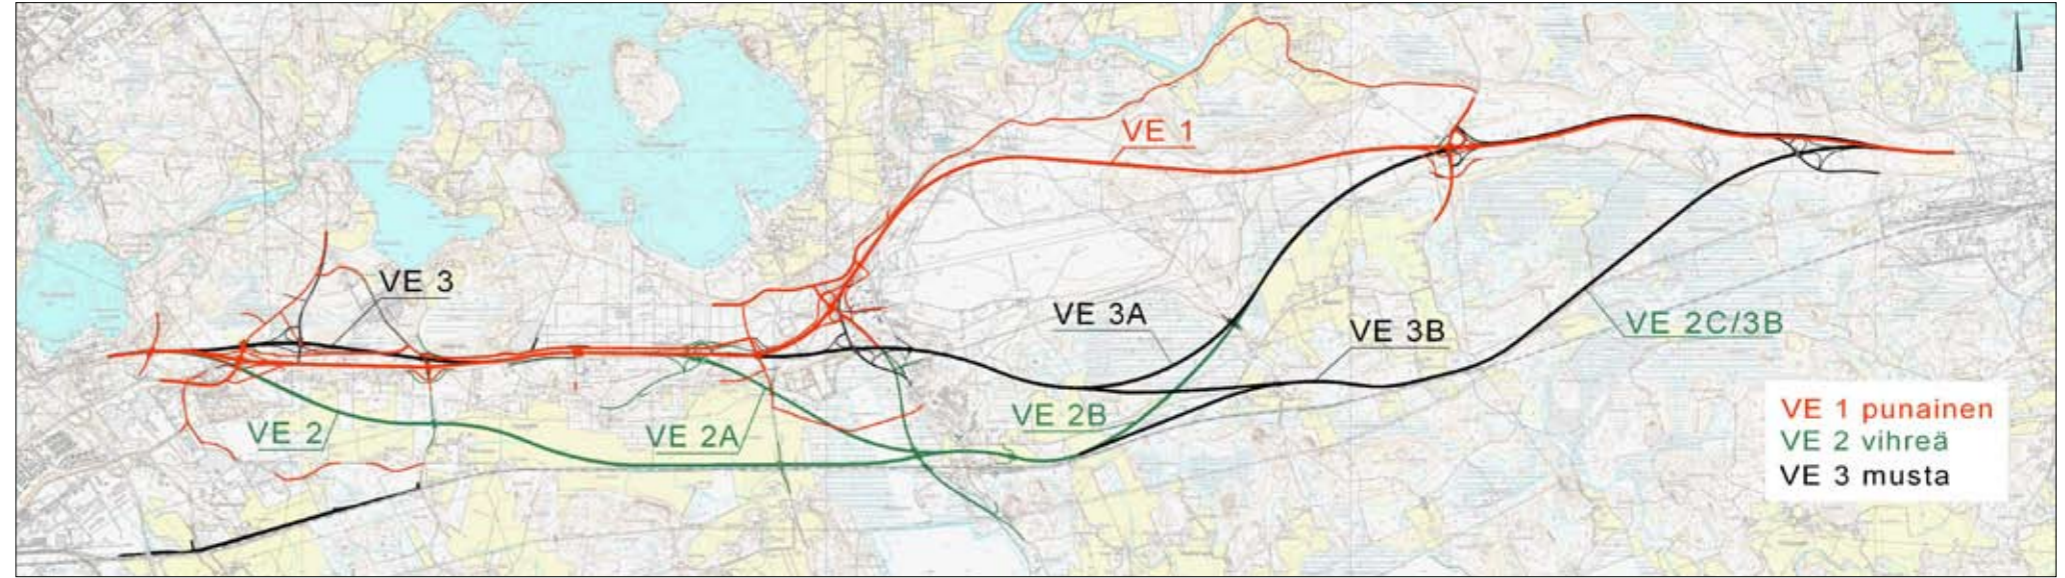 VE 1
VE 3
VE 3A
VE 3B
VE 2C/3B
VE 2
VE 2A
VE 2B
VE 1 punainen
VE 2 vihreä
VE 3 musta